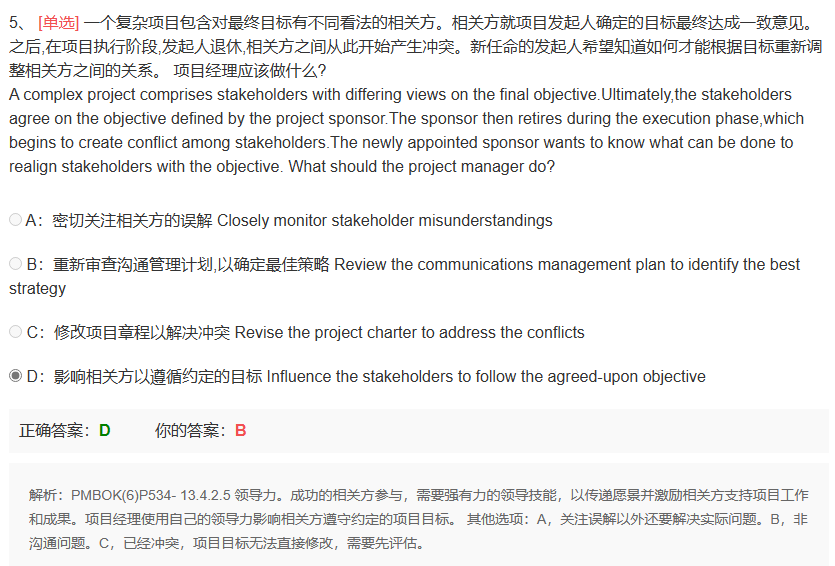 5、 [单选] 一个复杂项目包含对最终目标有不同看法的相关方。相关方就项目发起人确定的目标最终达成一致意见。
之后,在项目执行阶段,发起人退休,相关方之间从此开始产生冲突。新任命的发起人希望知道如何才能根据目标重新调
整相关方之间的关系。 项目经理应该做什么?
A complex project comprises stakeholders with differing views on the final objective.Ultimately,the stakeholders
agree on the objective defined by the project sponsor.The sponsor then retires during the execution phase,which
begins to create conflict among stakeholders.The newly appointed sponsor wants to know what can be done to
realign stakeholders with the objective. What should the project manager do?
A：密切关注相关方的误解 Closely monitor stakeholder misunderstandings
B：重新审查沟通管理计划,以确定最佳策略 Review the communications management plan to identify the best
strategy
C：修改项目章程以解决冲突 Revise the project charter to address the conflicts
D：影响相关方以遵循约定的目标 Influence the stakeholders to follow the agreed-upon objective
正确答案：D 你的答案：B
解析：PMBOK(6)P534- 13.4.2.5 领导力。成功的相关方参与，需要强有力的领导技能，以传递愿景并激励相关方支持项目工作
和成果。项目经理使用自己的领导力影响相关方遵守约定的项目目标。 其他选项：A，关注误解以外还要解决实际问题。B，非
沟通问题。C，已经冲突，项目目标无法直接修改，需要先评估。